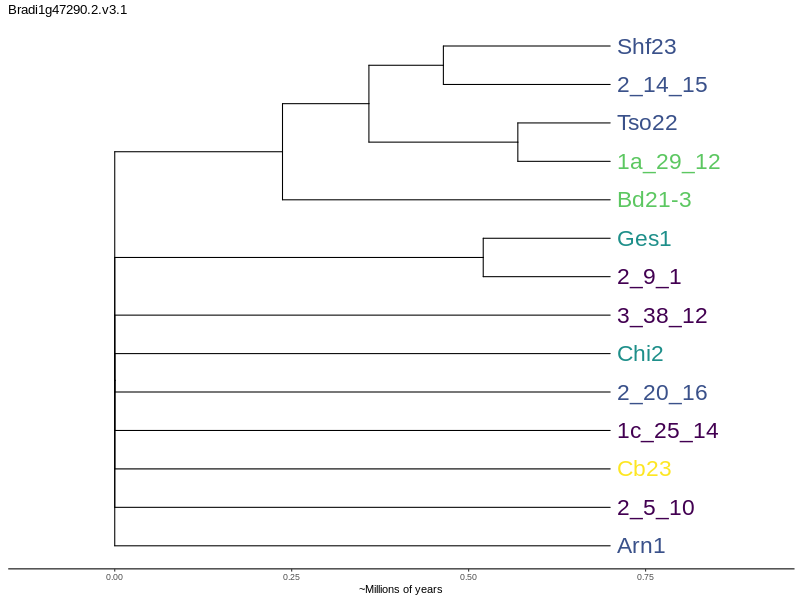 Bradi1g47290.2.v3.1
Shf23
2_14_15
Tso22
1a_29_12
Bd21-3
Ges1
2_9_1
3_38_12
Chi2
2_20_16
1c_25_14
Cb23
2_5_10
Arn1
0.00 0.25 0.50 0.75
~Millions of years